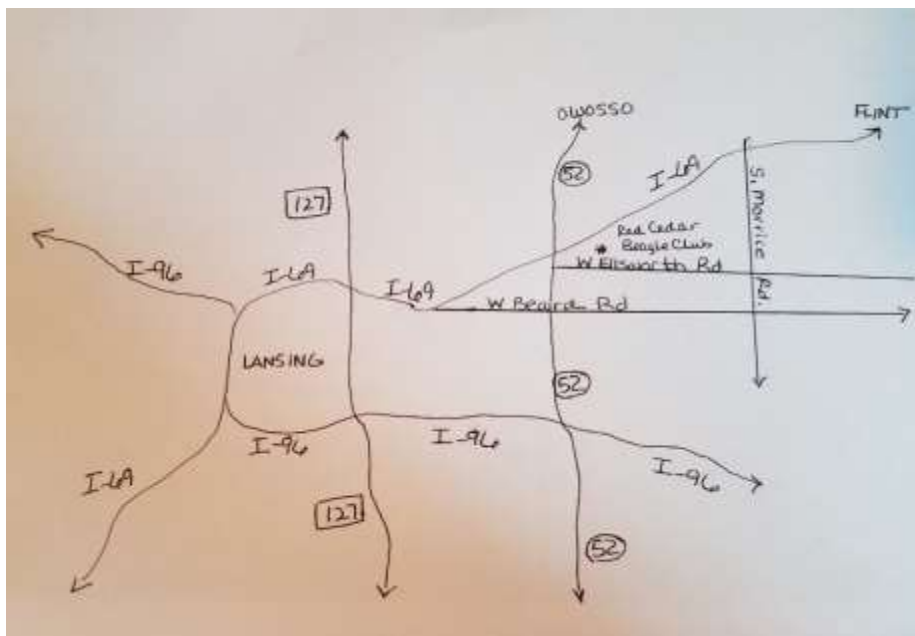 OWOSSO
FLINT
52
I-69
S. Morrice Rd.
127
Red Cedar
Beagle Club
W Ellsworth Rd
I-96
I-69
I-69
W Beard Rd
LANSING
52
I-96
I-96
I-96
I-69
127
52